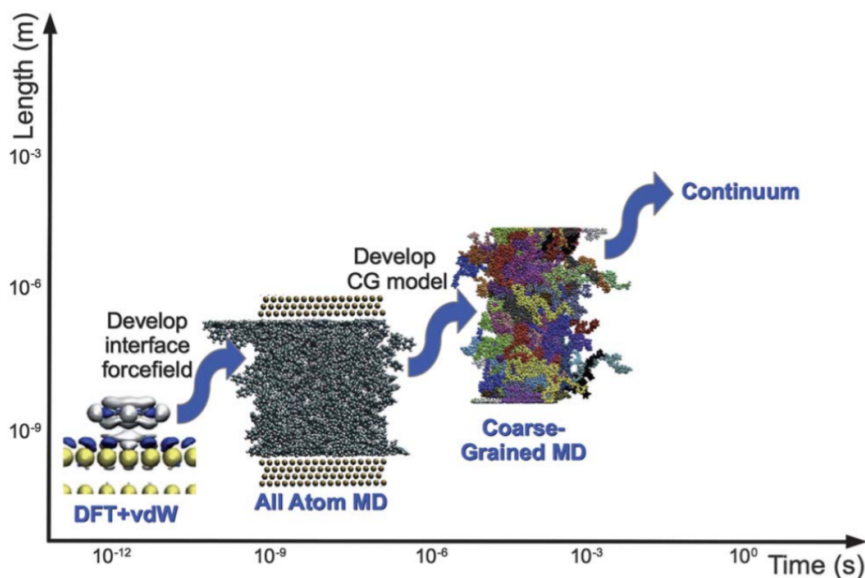 Length (m)
10-3
10-6
10-9
Develop
interface
forcefield
DFT+vdW
All Atom MD
Develop
CG model
Coarse-
Grained MD
Continuum
10-12
10-9
10-6
10-3
100
Time (s)